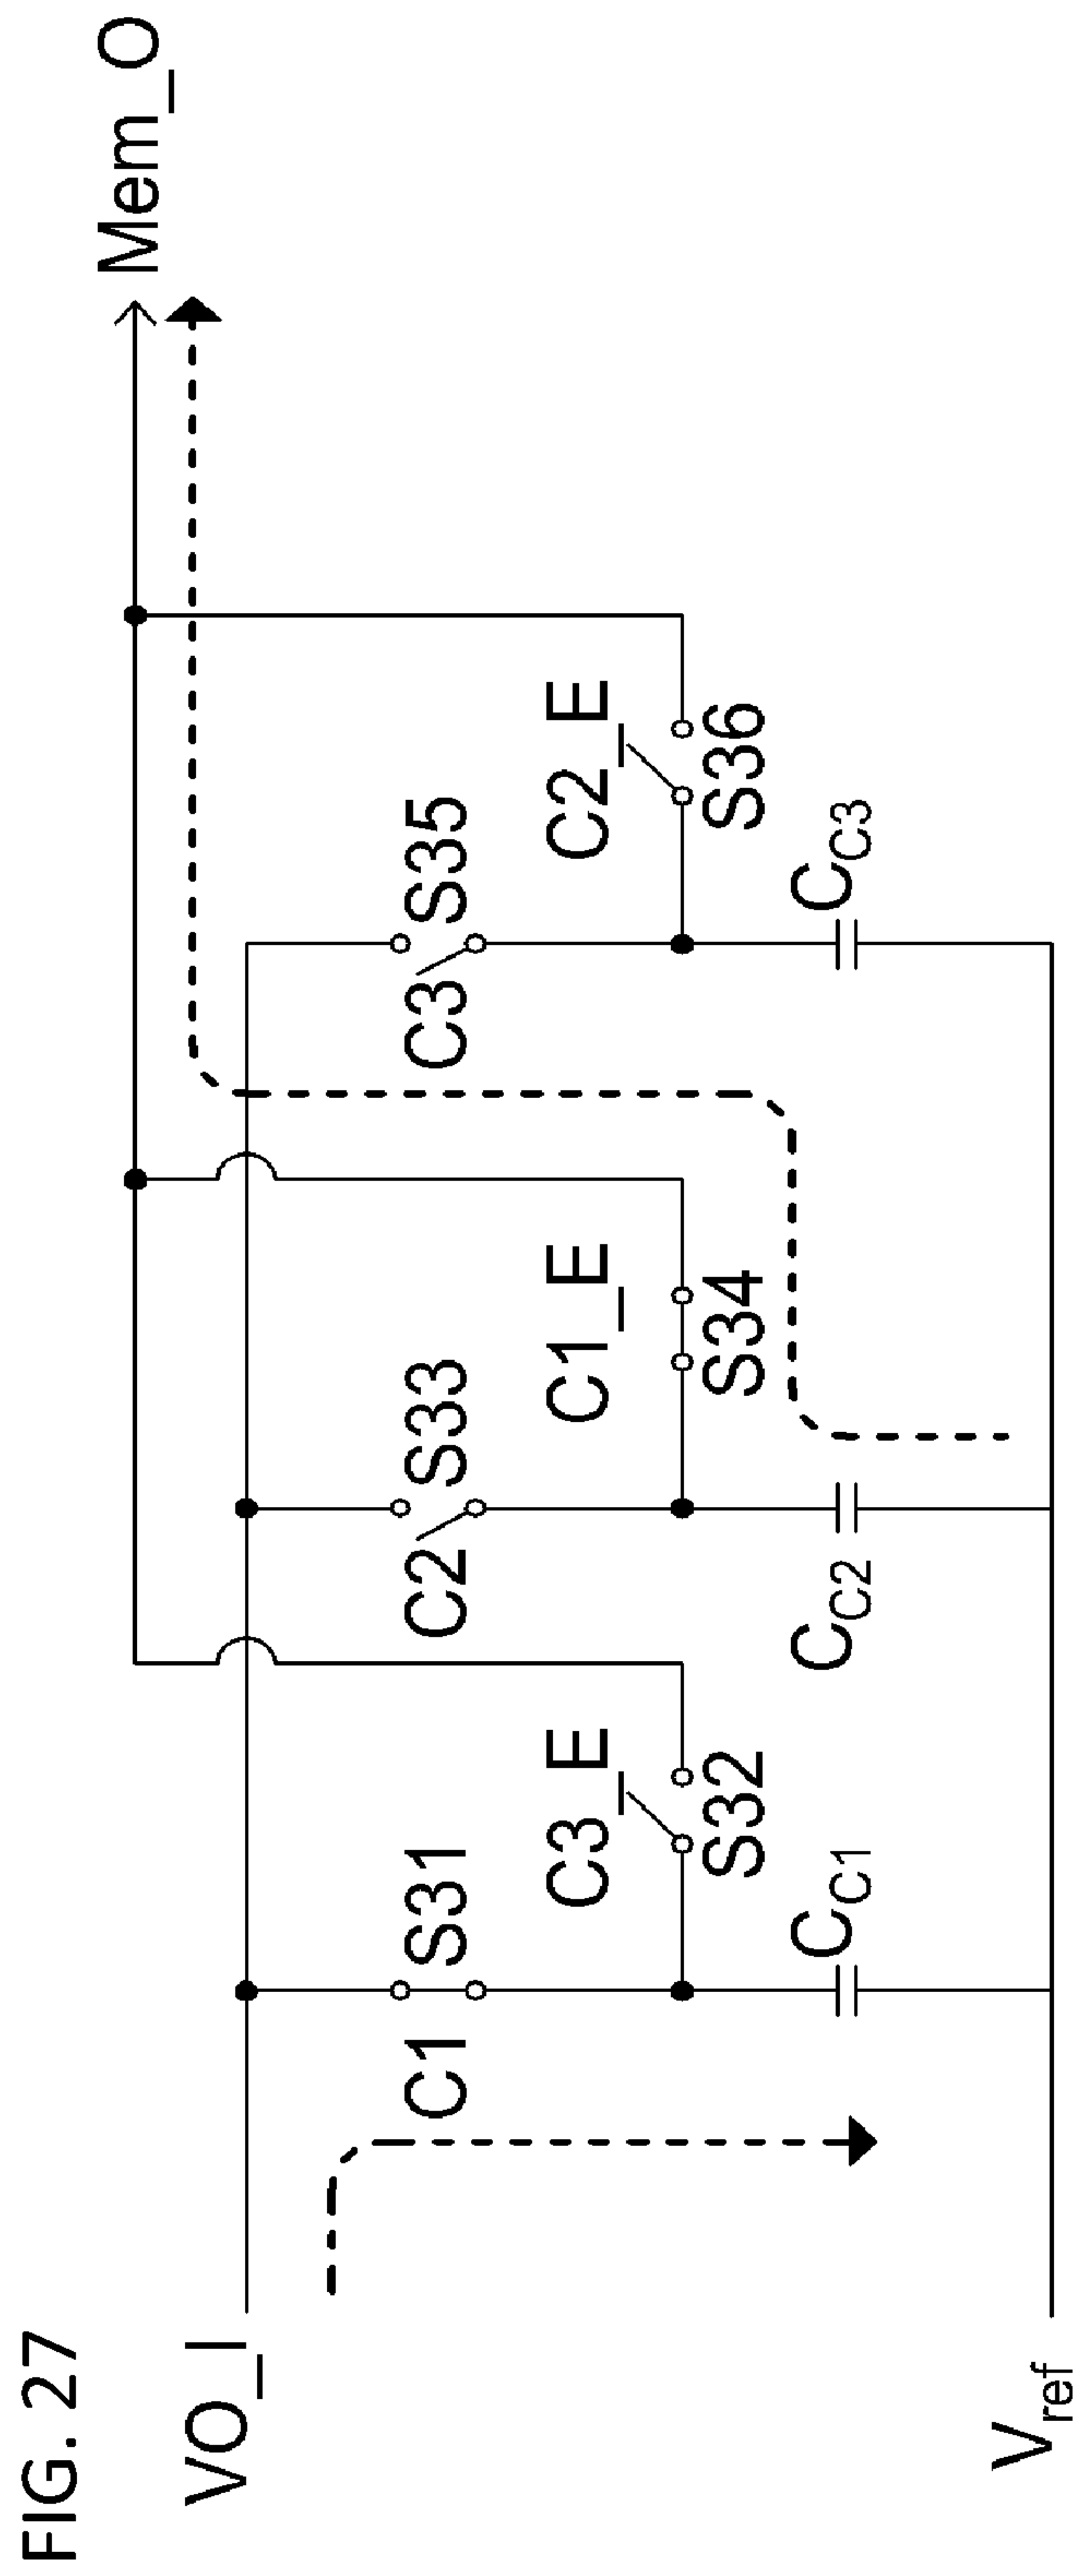 FIG. 27
Mem_O
VO_I
C1 S31
C2 S33
C3 S35
C3_E
S32
C1_E
S34
C2_E
S36
C_C1
C_C2
C_C3
V_ref